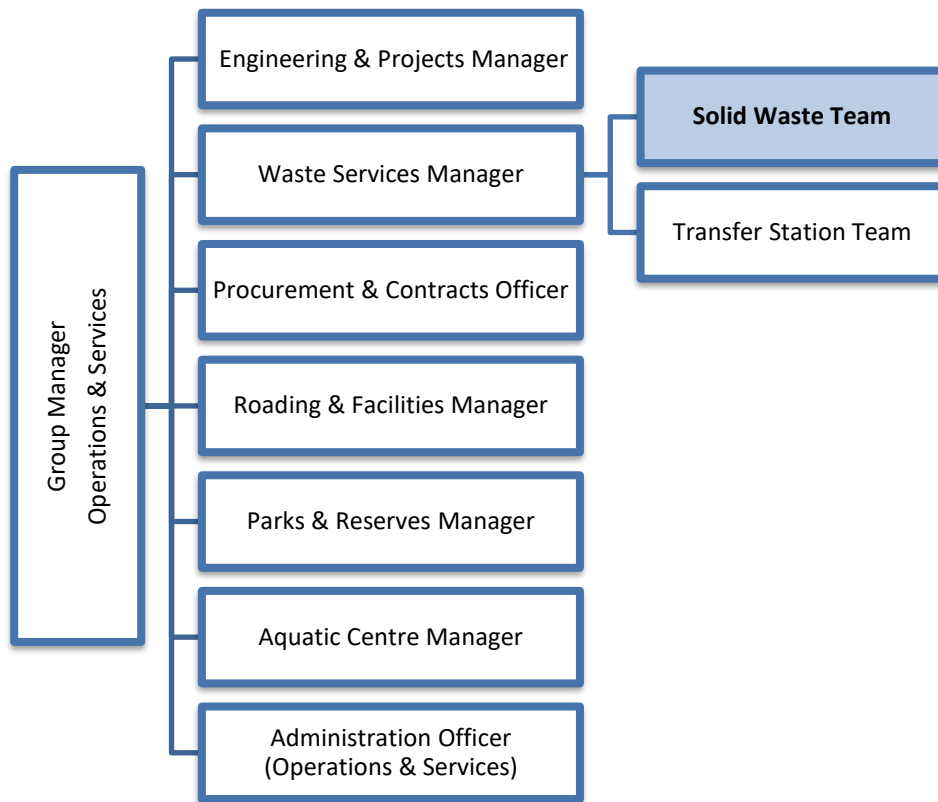 Group Manager
Operations & Services
Engineering & Projects Manager
Waste Services Manager
Solid Waste Team
Transfer Station Team
Procurement & Contracts Officer
Roading & Facilities Manager
Parks & Reserves Manager
Aquatic Centre Manager
Administration Officer
(Operations & Services)